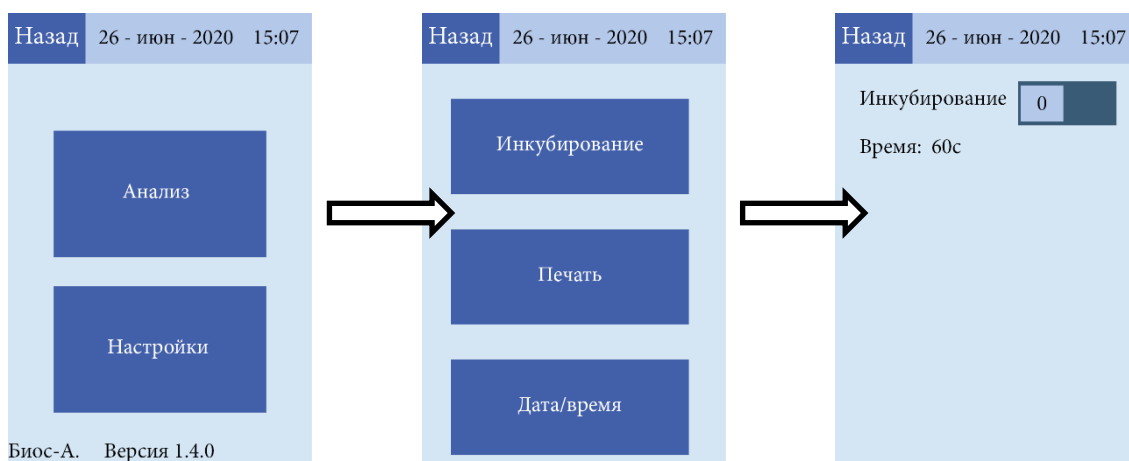 Назад 26 - июн - 2020 15:07
Анализ
Настройки
Биос-А. Версия 1.4.0
Назад 26 - июн - 2020 15:07
Инкубирование
Печать
Дата/время
Назад 26 - июн - 2020 15:07
Инкубирование 0
Время: 60с